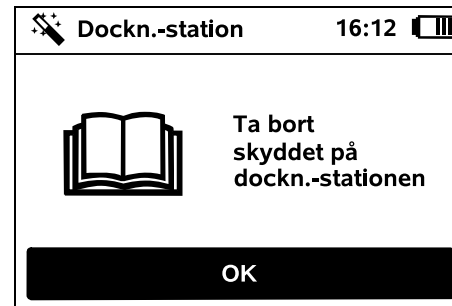 Dockn.-station 16:12
Ta bort
skyddet på
dockn.-stationen
OK